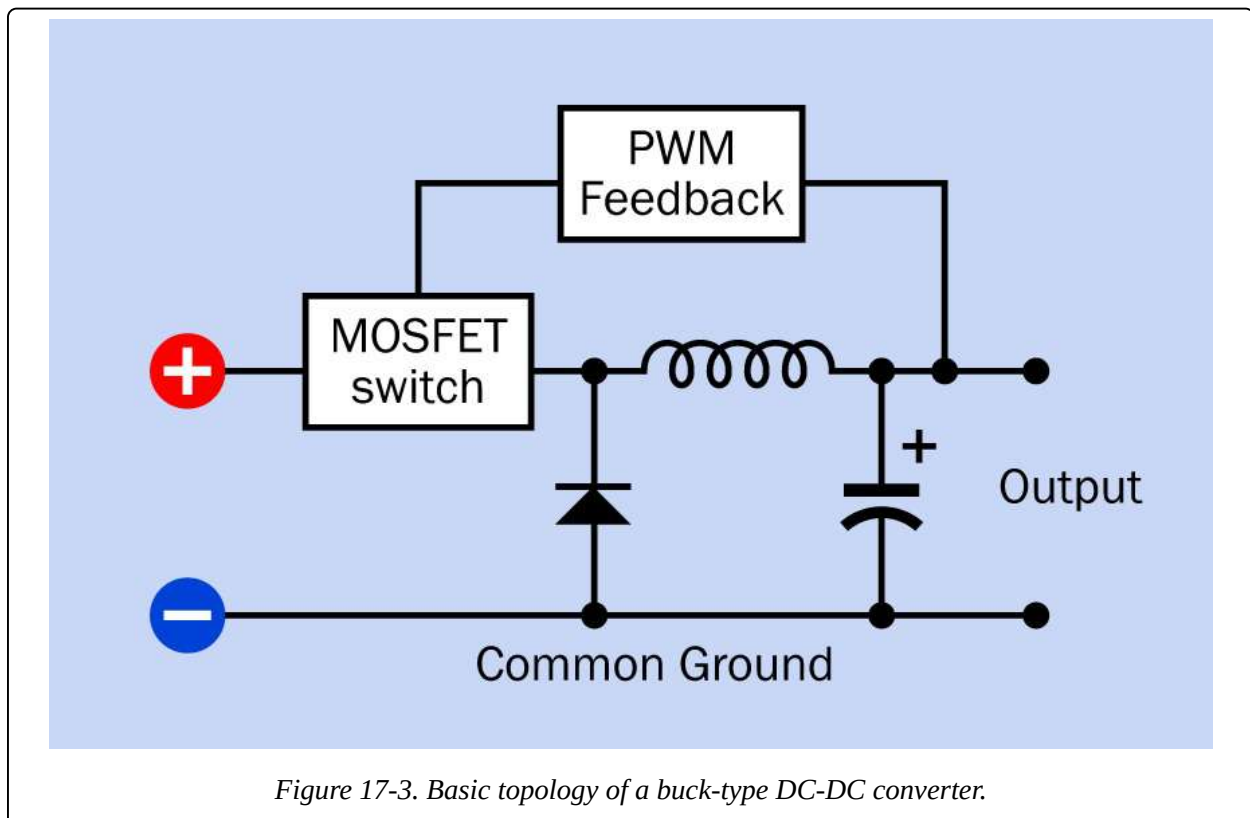 PWM
Feedback
MOSFET
switch
+
Output
Common Ground
Figure 17-3. Basic topology of a buck-type DC-DC converter.